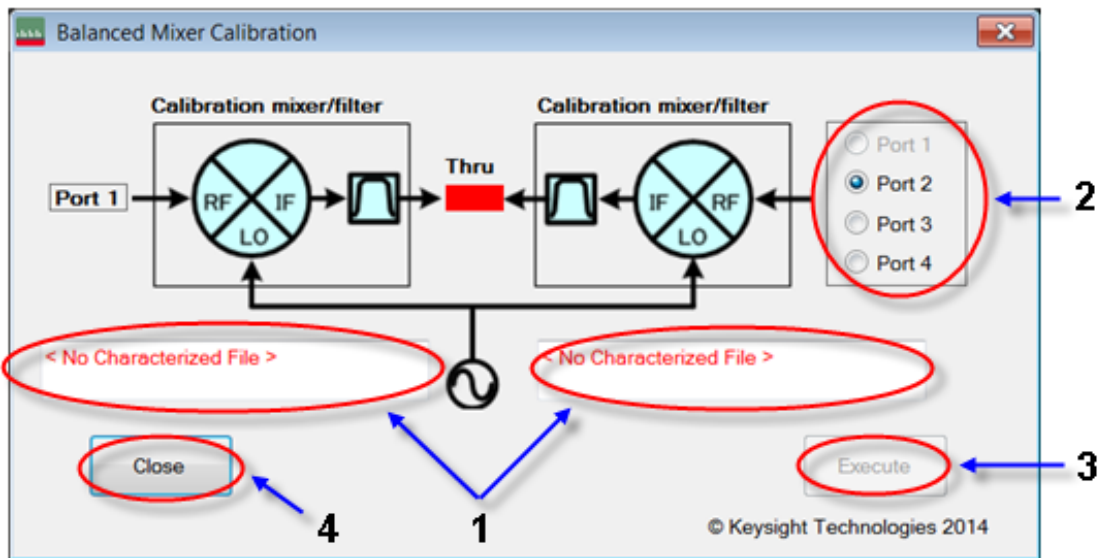 Balanced Mixer Calibration
Calibration mixer/filter
Calibration mixer/filter
Port 1
RF
IF
LO
Thru
IF
RF
LO
Port 1
Port 2
Port 3
Port 4
2
< No Characterized File >
< No Characterized File >
Close
Execute
3
4
1
© Keysight Technologies 2014